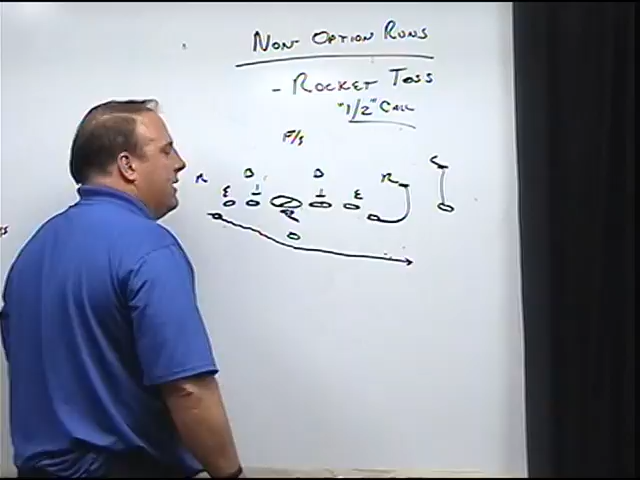 NON-OPTION RUNS
- ROCKET TOSS
"1/2" CALL
F/S
C
R B B R
E E